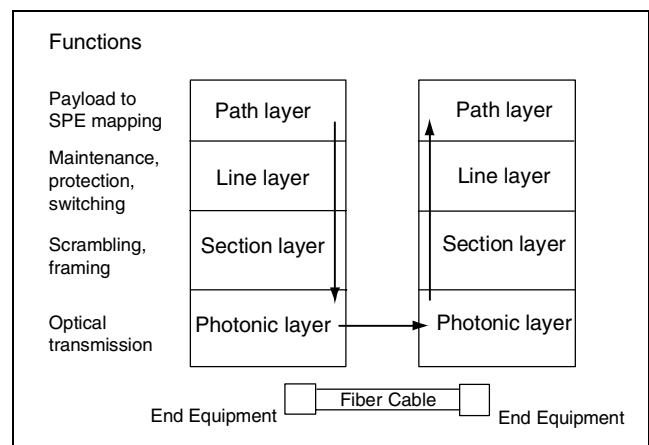 Functions
Payload to
SPE mapping
Path layer
Path layer
Maintenance,
protection,
switching
Line layer
Line layer
Scrambling,
framing
Section layer
Section layer
Optical
transmission
Photonic layer
Photonic layer
Fiber Cable
End Equipment
End Equipment